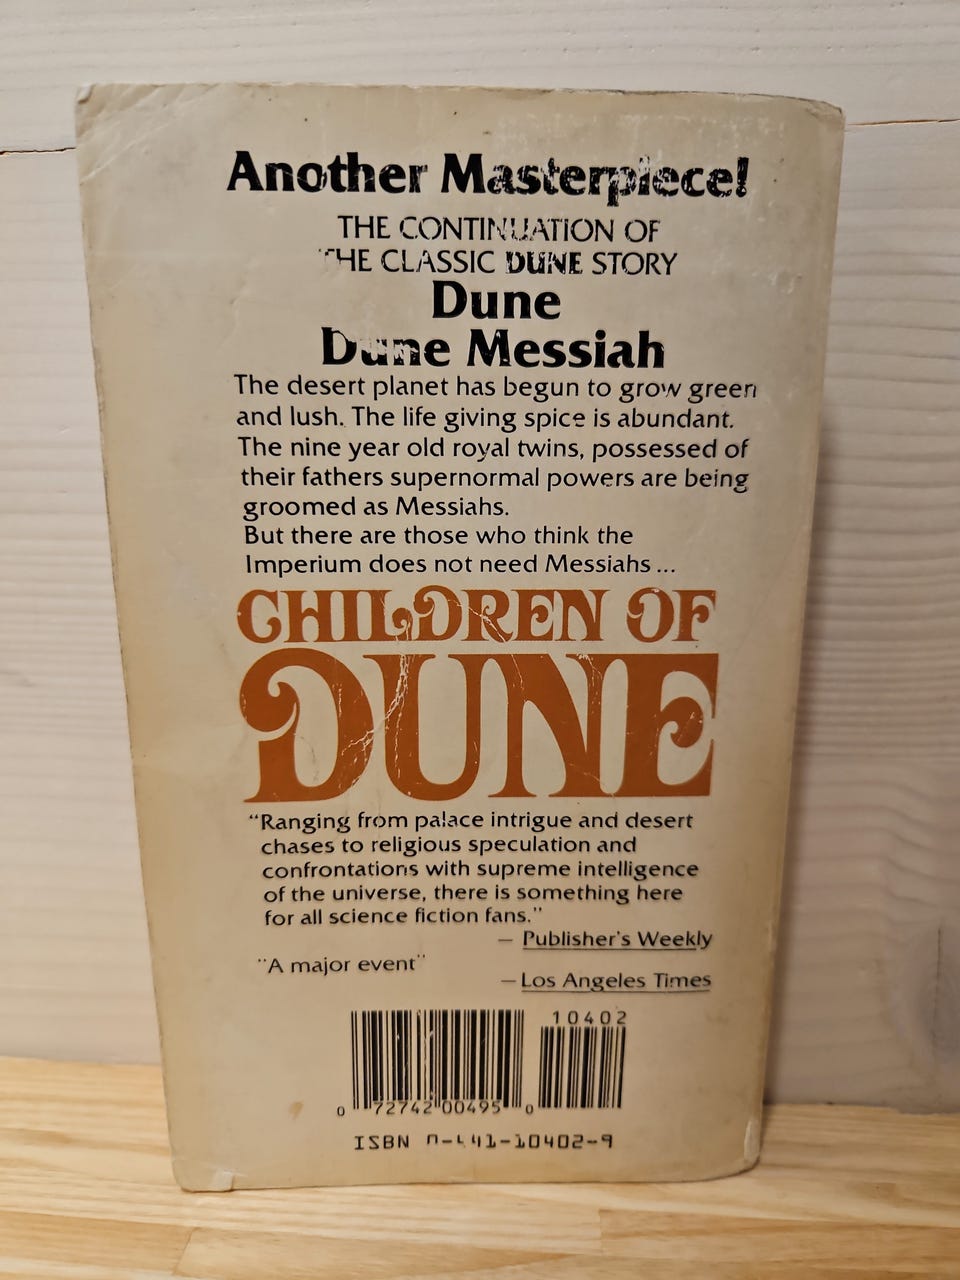 Another Masterpiece!
THE CONTINUATION OF
THE CLASSIC DUNE STORY
Dune
Dune Messiah
The desert planet has begun to grow green
and lush. The life giving spice is abundant.
The nine year old royal twins, possessed of
their fathers supernormal powers are being
groomed as Messiahs.
But there are those who think the
Imperium does not need Messiahs ...
CHILDREN OF
DUNE
“Ranging from palace intrigue and desert
chases to religious speculation and
confrontations with supreme intelligence
of the universe, there is something here
for all science fiction fans.”
— Publisher's Weekly
“A major event”
— Los Angeles Times
10402
0 72742 00495 0
ISBN 0-441-10402-9